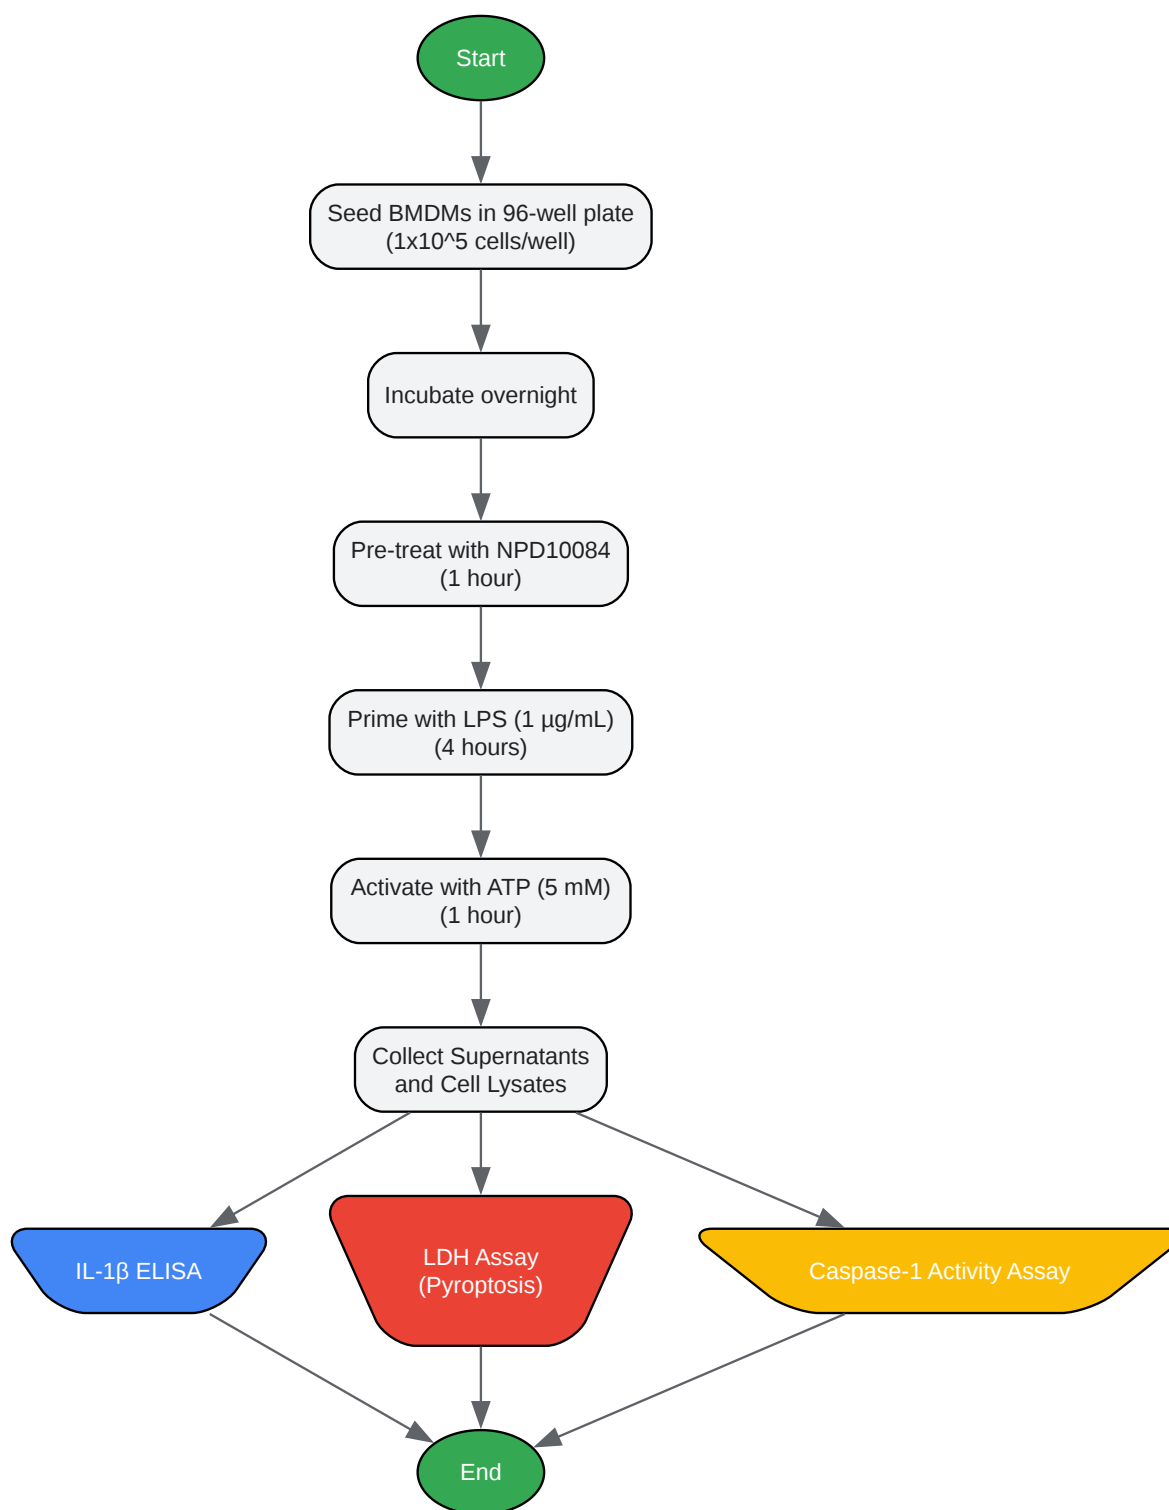 Start
Seed BMDMs in 96-well plate
(1x10^5 cells/well)
Incubate overnight
Pre-treat with NPD10084
(1 hour)
Prime with LPS (1 µg/mL)
(4 hours)
Activate with ATP (5 mM)
(1 hour)
Collect Supernatants
and Cell Lysates
IL-1β ELISA
LDH Assay
(Pyroptosis)
Caspase-1 Activity Assay
End